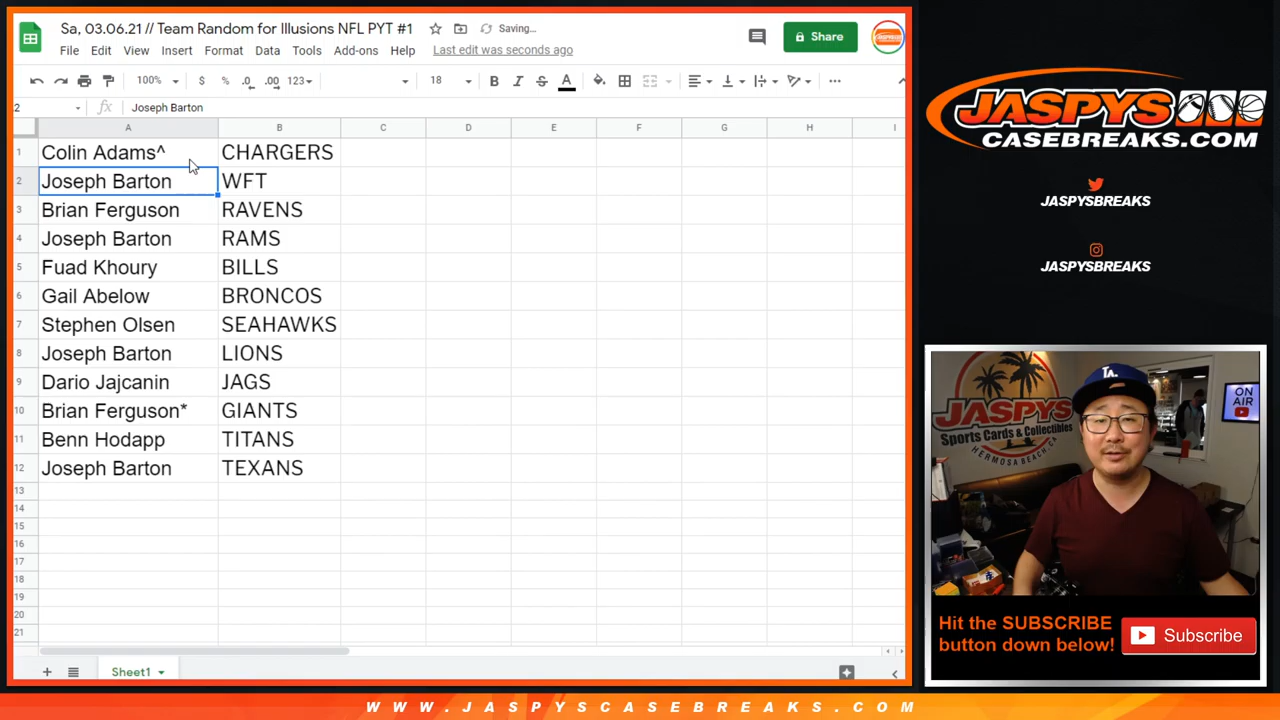 Sa, 03.06.21 // Team Random for Illusions NFL PYT #1
Saving...
File Edit View Insert Format Data Tools Add-ons Help Last edit was seconds ago
Share
100% $ % .0 .00 123 18 B I S A
2 fx Joseph Barton
A B C D E F G H I
1 Colin Adams^ CHARGERS
2 Joseph Barton WFT
3 Brian Ferguson RAVENS
4 Joseph Barton RAMS
5 Fuad Khoury BILLS
6 Gail Abelow BRONCOS
7 Stephen Olsen SEAHAWKS
8 Joseph Barton LIONS
9 Dario Jajcanin JAGS
10 Brian Ferguson* GIANTS
11 Benn Hodapp TITANS
12 Joseph Barton TEXANS
13
14
15
16
17
18
19
20
21
Sheet1
JASPYS
CASEBREAKS.COM
JASPYSBREAKS
JASPYSBREAKS
JASPYS
Sports Cards & Collectibles
HERMOSA BEACH, CA
LA
ON
AIR
Hit the SUBSCRIBE
button down below!
Subscribe
WWW.JASPYSCASEBREAKS.COM